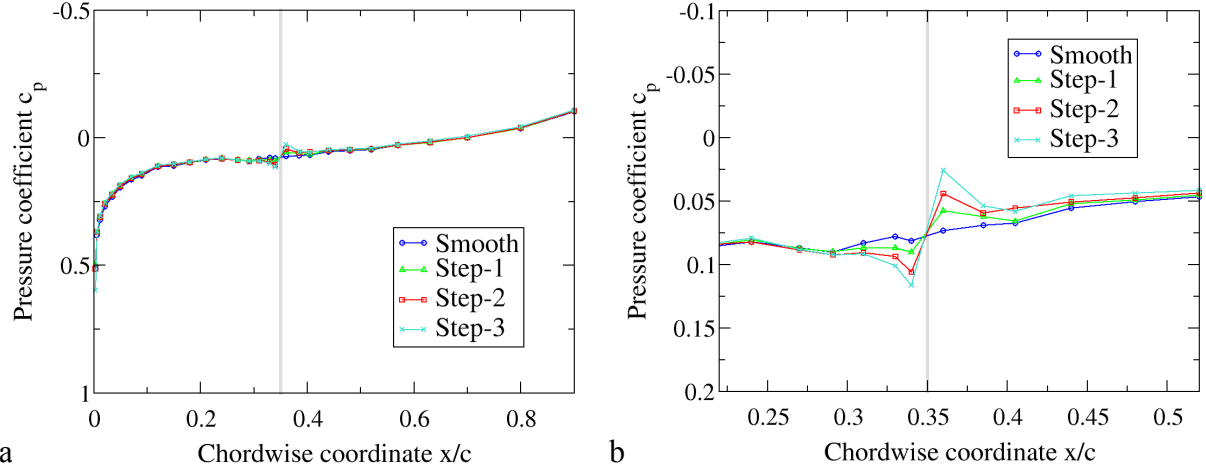 -0.5
0
0.5
1
Pressure coefficient c_p
0
0.2
0.4
0.6
0.8
Chordwise coordinate x/c
Smooth
Step-1
Step-2
Step-3
a
-0.1
-0.05
0
0.05
0.1
0.15
0.2
Pressure coefficient c_p
0.25
0.3
0.35
0.4
0.45
0.5
Chordwise coordinate x/c
Smooth
Step-1
Step-2
Step-3
b